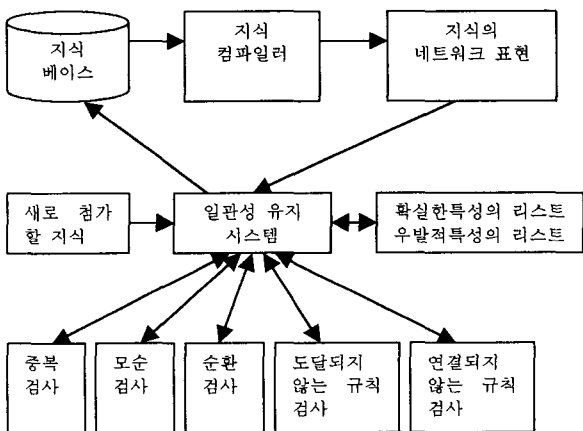 지식
베이스
지식
컴파일러
지식의
네트워크 표현
새로 첨가
할 지식
일관성 유지
시스템
확실한특성의 리스트
우발적특성의 리스트
중복
검사
모순
검사
순환
검사
도달되지
않는 규칙
검사
연결되지
않는 규칙
검사